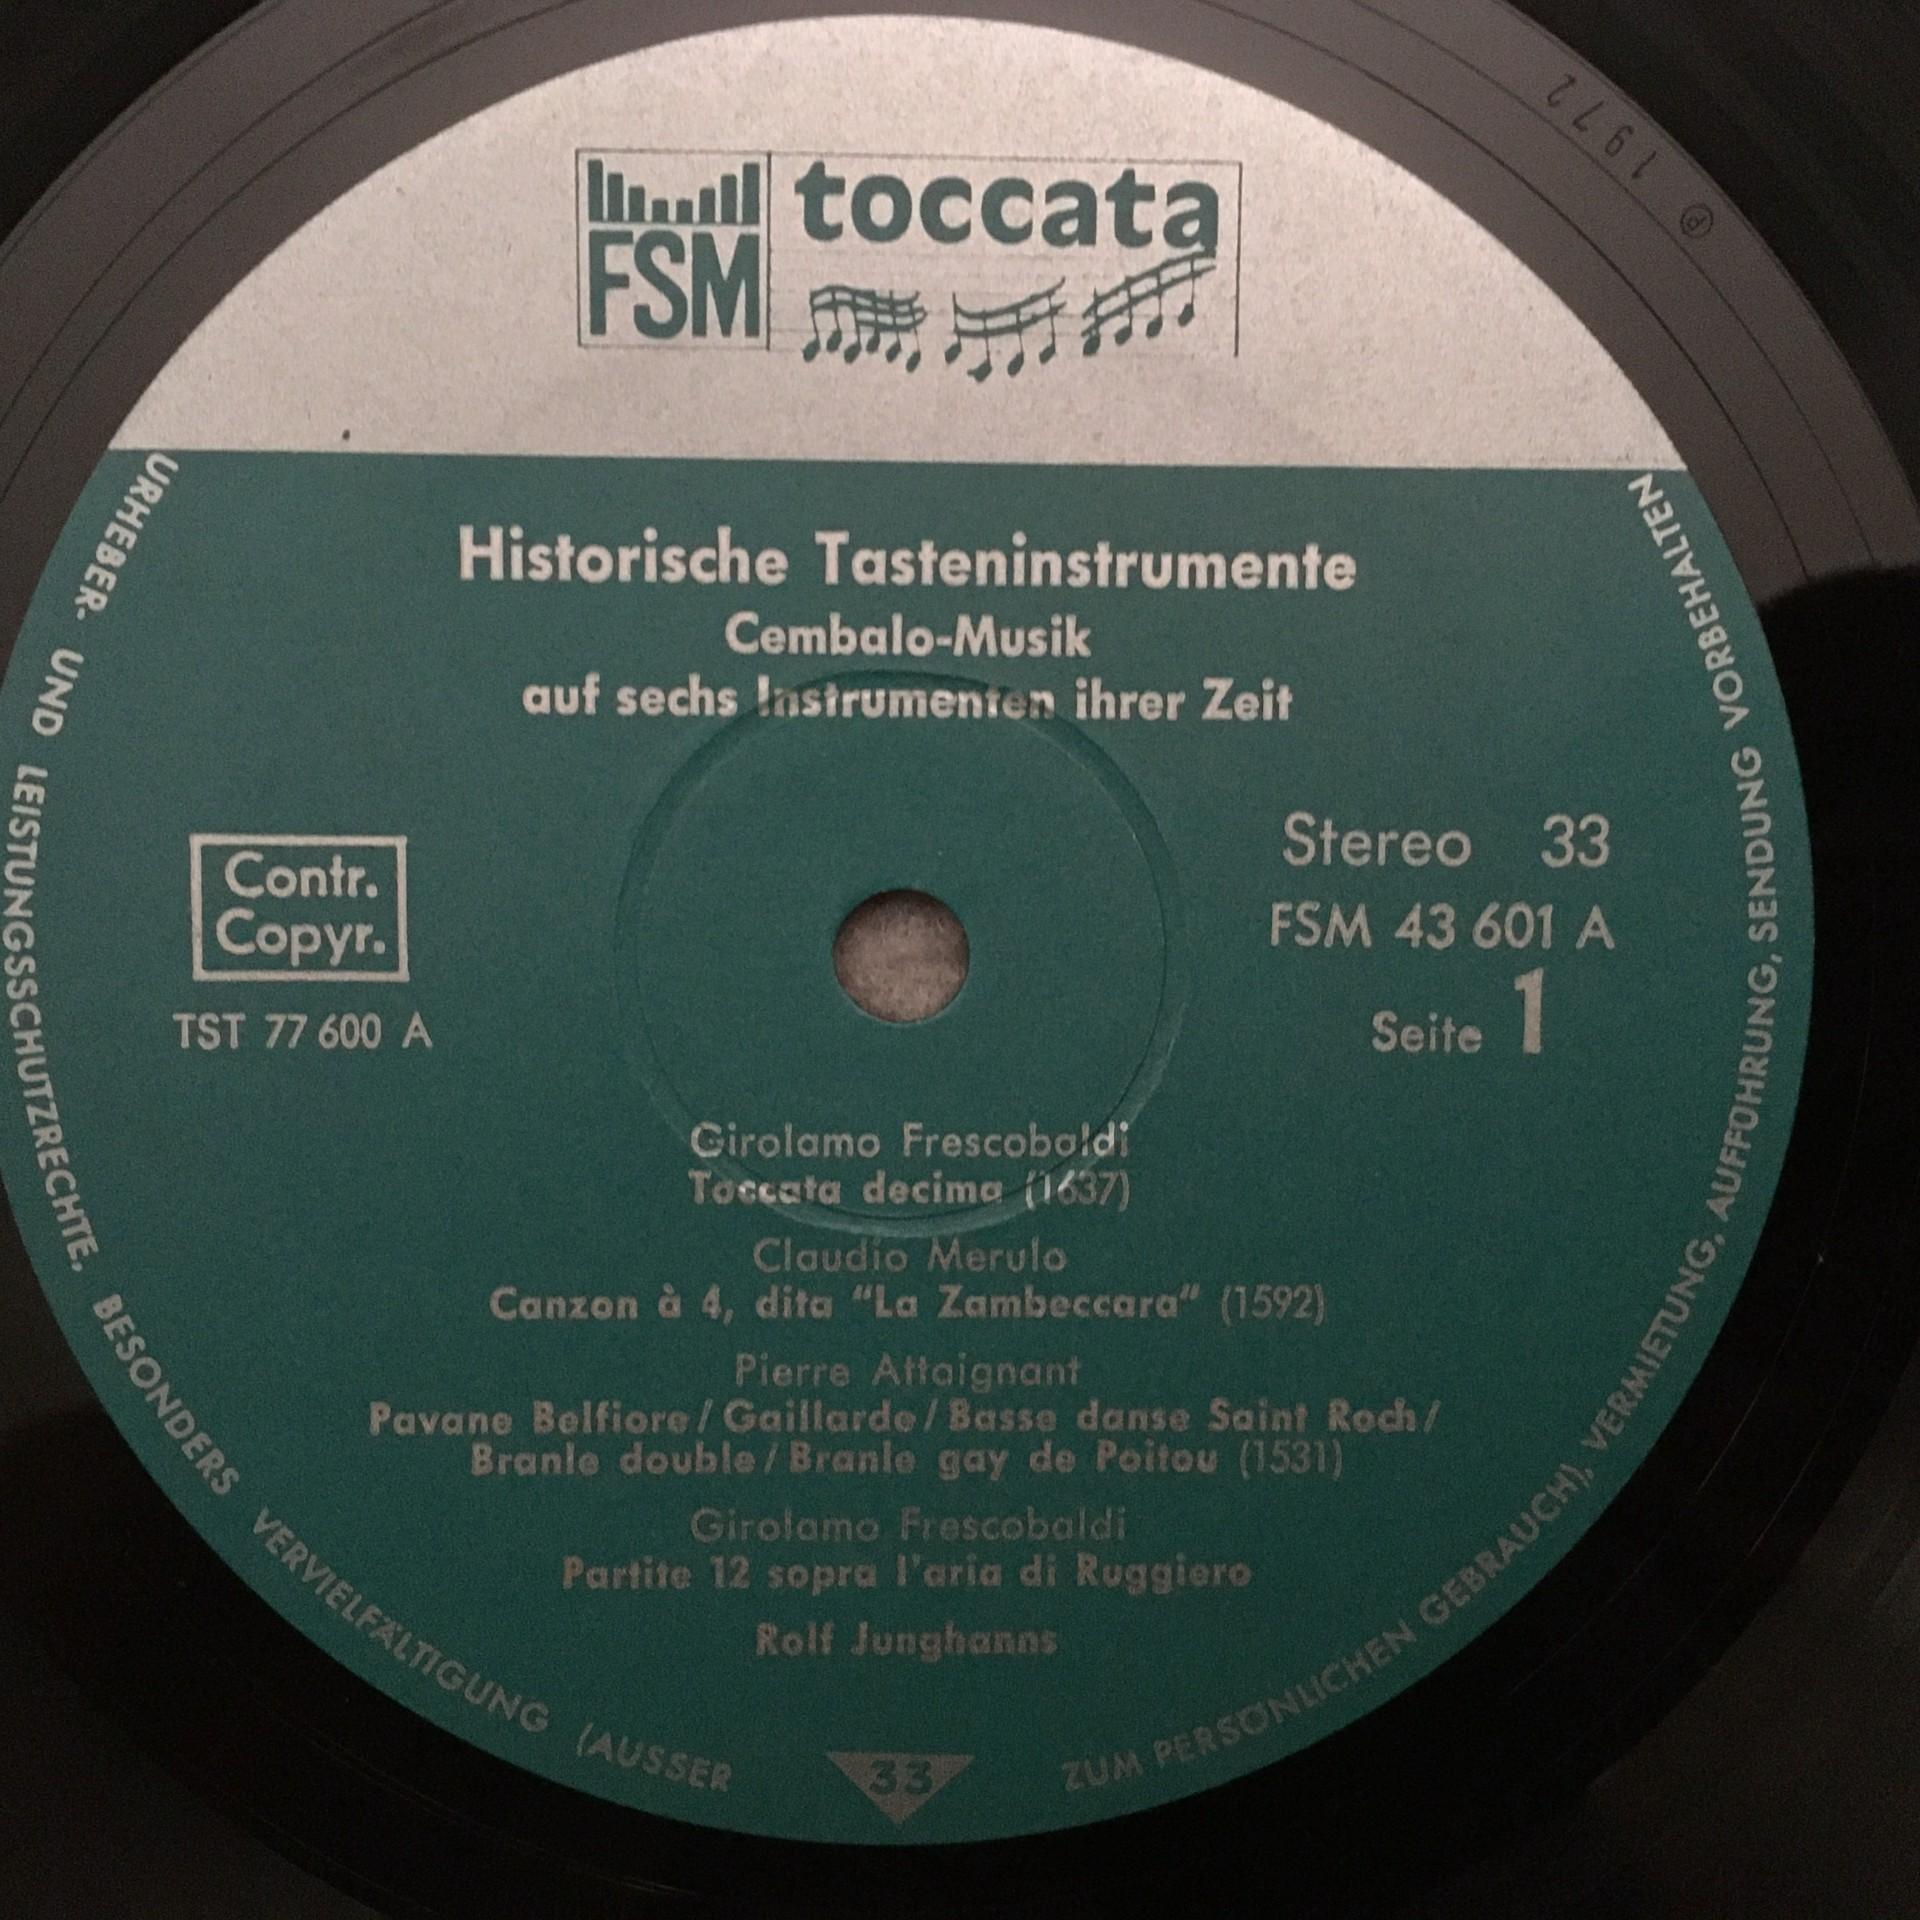 ℗ 1972
FSM
toccata
Historische Tasteninstrumente
Cembalo-Musik
auf sechs Instrumenten ihrer Zeit
Contr.
Copyr.
TST 77 600 A
Stereo 33
FSM 43 601 A
Seite 1
Girolamo Frescobaldi
Toccata decima (1637)
Claudio Merulo
Canzon à 4, dita "La Zambeccara" (1592)
Pierre Attaignant
Pavane Belfiore / Gaillarde / Basse danse Saint Roch /
Branle double / Branle gay de Poitou (1531)
Girolamo Frescobaldi
Partite 12 sopra l'aria di Ruggiero
Rolf Junghanns
33
URHEBER- UND LEISTUNGSSCHUTZRECHTE, BESONDERS VERVIELFÄLTIGUNG (AUSSER ZUM PERSÖNLICHEN GEBRAUCH), VERMIETUNG, AUFFÜHRUNG, SENDUNG VORBEHALTEN